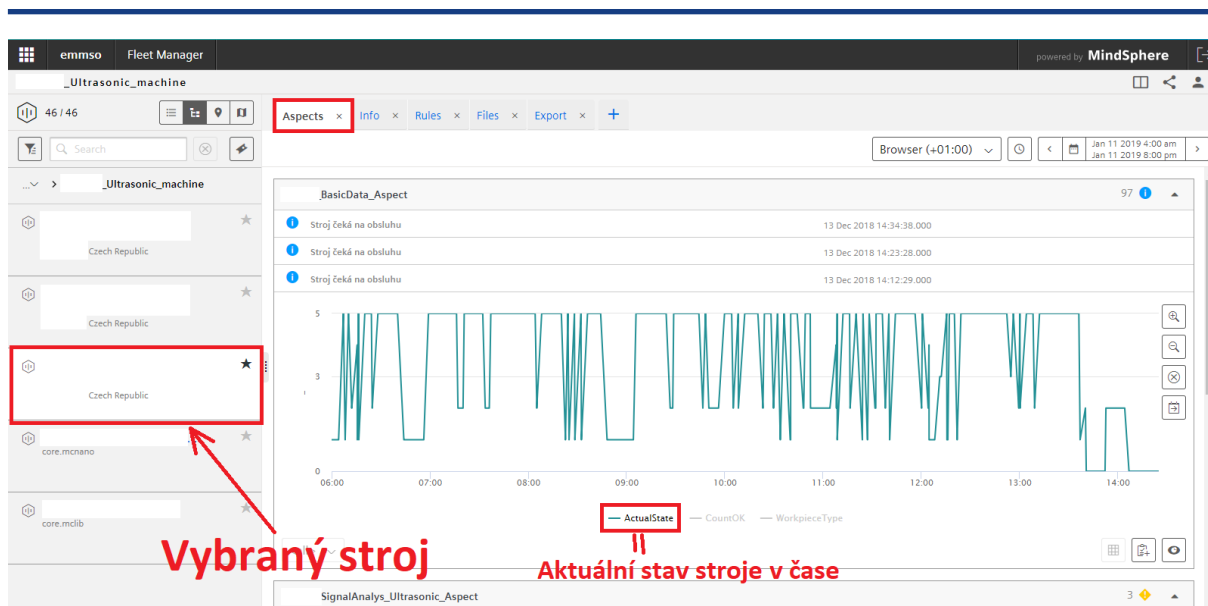 emmso Fleet Manager powered by MindSphere
_Ultrasonic_machine
46 / 46
Aspects × Info × Rules × Files × Export × +
Search
Browser (+01:00)
Jan 11 2019 4:00 am
Jan 11 2019 8:00 pm
... > _Ultrasonic_machine
_BasicData_Aspect 97
Stroj čeká na obsluhu 13 Dec 2018 14:34:38.000
Stroj čeká na obsluhu 13 Dec 2018 14:23:28.000
Stroj čeká na obsluhu 13 Dec 2018 14:12:29.000
Czech Republic
Czech Republic
Czech Republic
core.mcnano
core.mclib
5
3
0
06:00 07:00 08:00 09:00 10:00 11:00 12:00 13:00 14:00
ActualState CountOK WorkpieceType
Vybraný stroj
Aktuální stav stroje v čase
SignalAnalys_Ultrasonic_Aspect 3